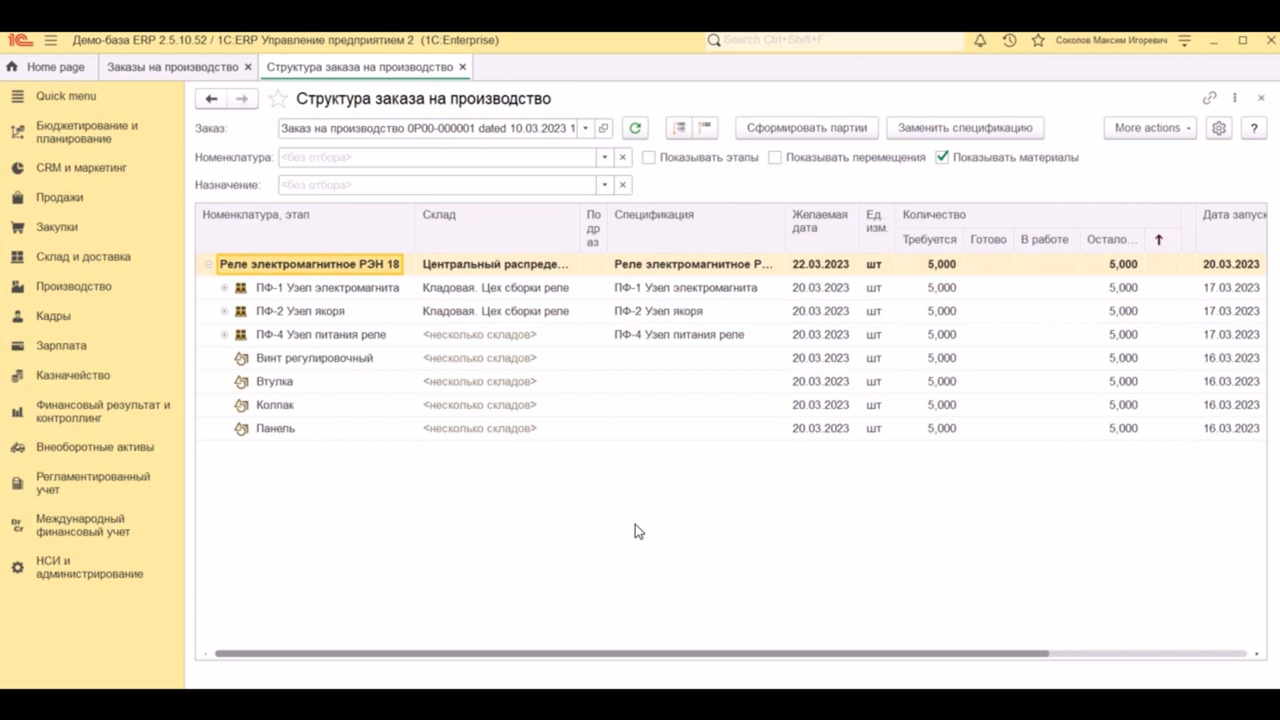 1С Демо-база ERP 2.5.10.52 / 1С:ERP Управление предприятием 2 (1C:Enterprise) Search Ctrl+Shift+F Соколов Максим Игоревич
Home page Заказы на производство Структура заказа на производство
Quick menu
Бюджетирование и
планирование
CRM и маркетинг
Продажи
Закупки
Склад и доставка
Производство
Кадры
Зарплата
Казначейство
Финансовый результат и
контроллинг
Внеоборотные активы
Регламентированный
учет
Международный
финансовый учет
НСИ и
администрирование
Структура заказа на производство
Заказ: Заказ на производство 0P00-000001 dated 10.03.2023 1 Сформировать партии Заменить спецификацию More actions ?
Номенклатура: <без отбора> Показывать этапы Показывать перемещения Показывать материалы
Назначение: <без отбора>
Номенклатура, этап Склад По др аз Спецификация Желаемая дата Ед. изм. Количество Дата запуск
Требуется Готово В работе Остало...
Реле электромагнитное РЭН 18 Центральный распреде... Реле электромагнитное Р... 22.03.2023 шт 5,000 5,000 20.03.2023
ПФ-1 Узел электромагнита Кладовая. Цех сборки реле ПФ-1 Узел электромагнита 20.03.2023 шт 5,000 5,000 17.03.2023
ПФ-2 Узел якоря Кладовая. Цех сборки реле ПФ-2 Узел якоря 20.03.2023 шт 5,000 5,000 17.03.2023
ПФ-4 Узел питания реле <несколько складов> ПФ-4 Узел питания реле 20.03.2023 шт 5,000 5,000 17.03.2023
Винт регулировочный <несколько складов> 20.03.2023 шт 5,000 5,000 16.03.2023
Втулка <несколько складов> 20.03.2023 шт 5,000 5,000 16.03.2023
Колпак <несколько складов> 20.03.2023 шт 5,000 5,000 16.03.2023
Панель <несколько складов> 20.03.2023 шт 5,000 5,000 16.03.2023